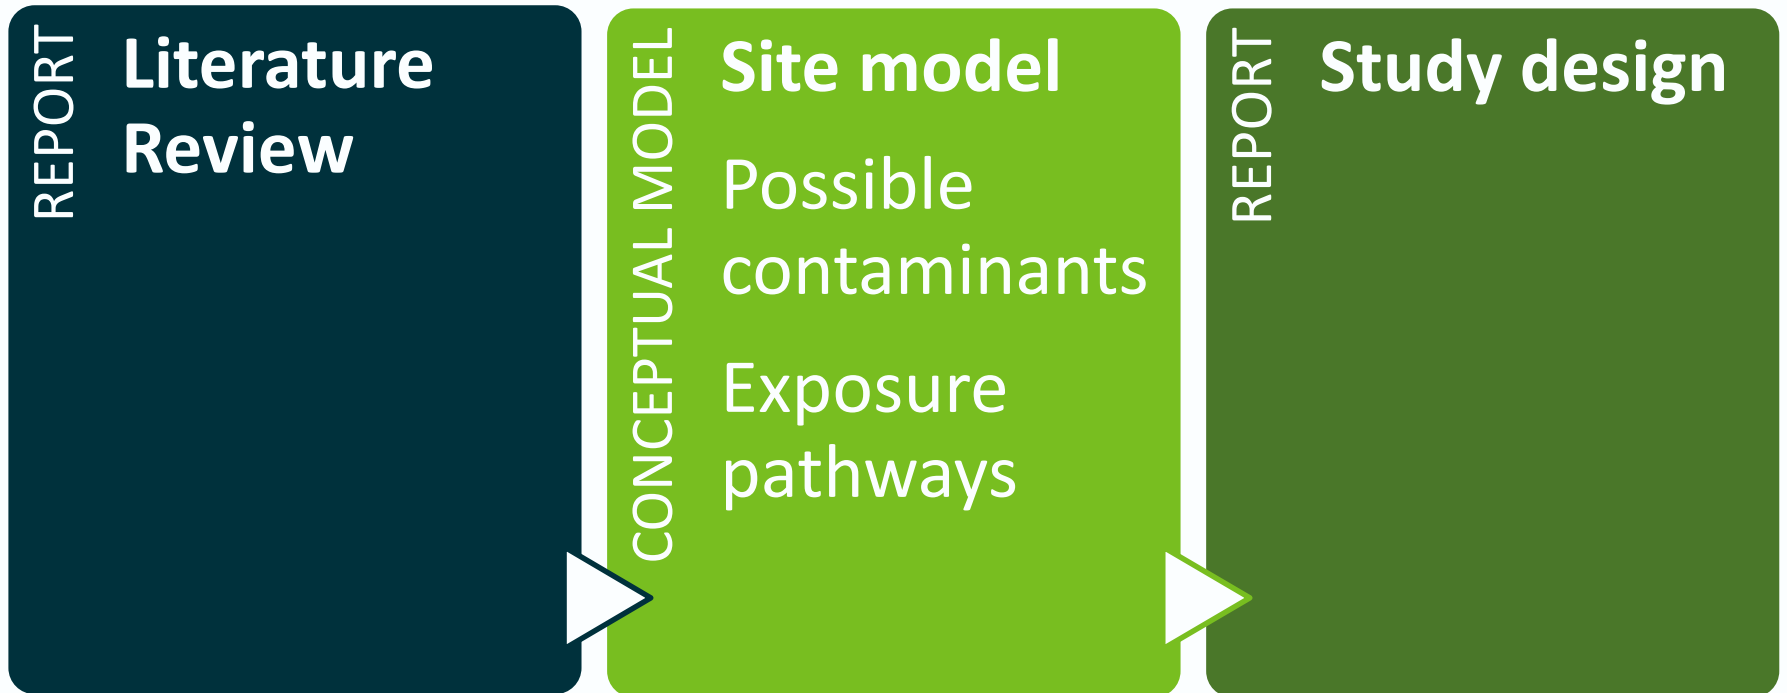 REPORT
Literature
Review
CONCEPTUAL MODEL
Site model
Possible
contaminants
Exposure
pathways
REPORT
Study design